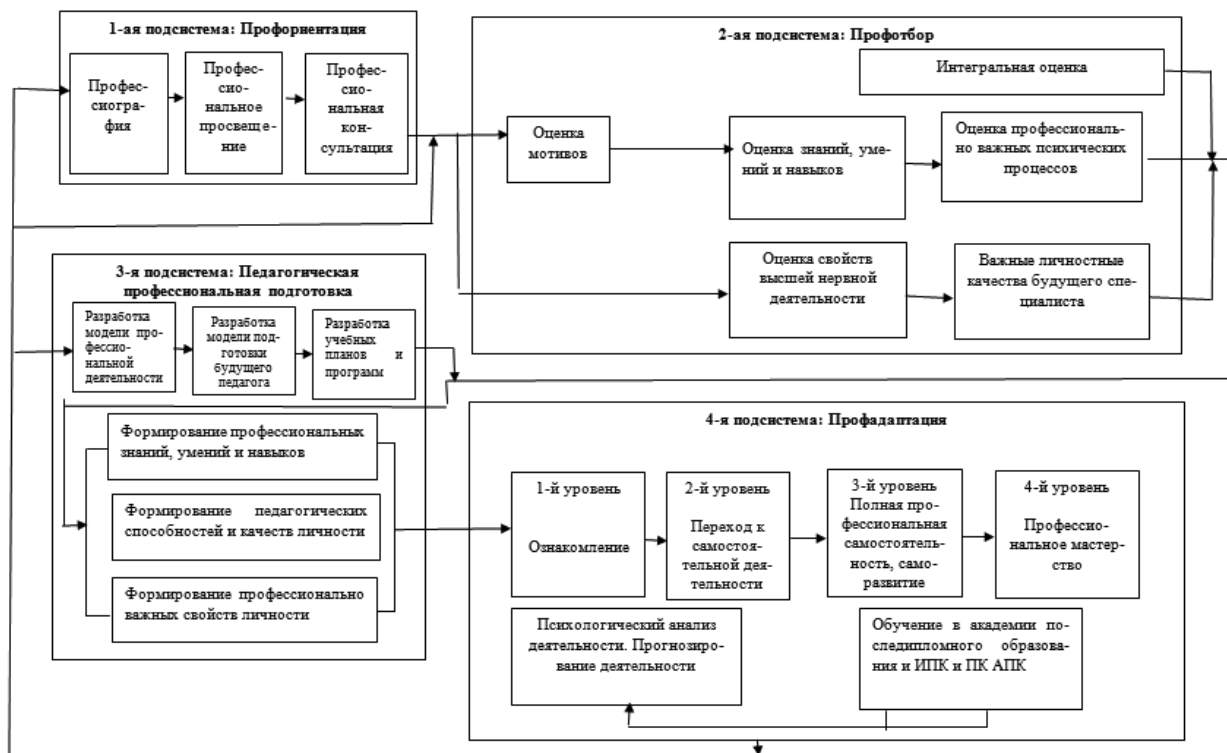 1-ая подсистема: Профориентация
Профес-
сиогра-
фия
Профес-
сио-
нальное
просвеще-
ние
Профес-
сио-
нальная
кон-
сультация
2-ая подсистема: Профотбор
Интегральная оценка
Оценка
мотивов
Оценка знаний, уме-
ний и навыков
Оценка профессиональ-
но важных психических
процессов
Оценка свойств
высшей нервной
деятельности
Важные личностные
качества будущего спе-
циалиста
3-я подсистема: Педагогическая
профессиональная подготовка
Разработка
модели про-
фессио-
нальной
деятельности
Разработка
модели под-
готовки
будущего
педагога
Разработка
учебных
планов и
программ
Формирование профессиональных
знаний, умений и навыков
Формирование педагогических
способностей и качеств личности
Формирование профессионально
важных свойств личности
4-я подсистема: Профадаптация
1-й уровень
Ознакомление
2-й уровень
Переход к
самостоя-
тельной дея-
тельности
3-й уровень
Полная про-
фессиональная
самостоятель-
ность, само-
развитие
4-й уровень
Професио-
нальное мастер-
ство
Психологический анализ
деятельности. Прогнозиро-
вание деятельности
Обучение в академии по-
следипломного образова-
ния и ИПК и ПК АПК